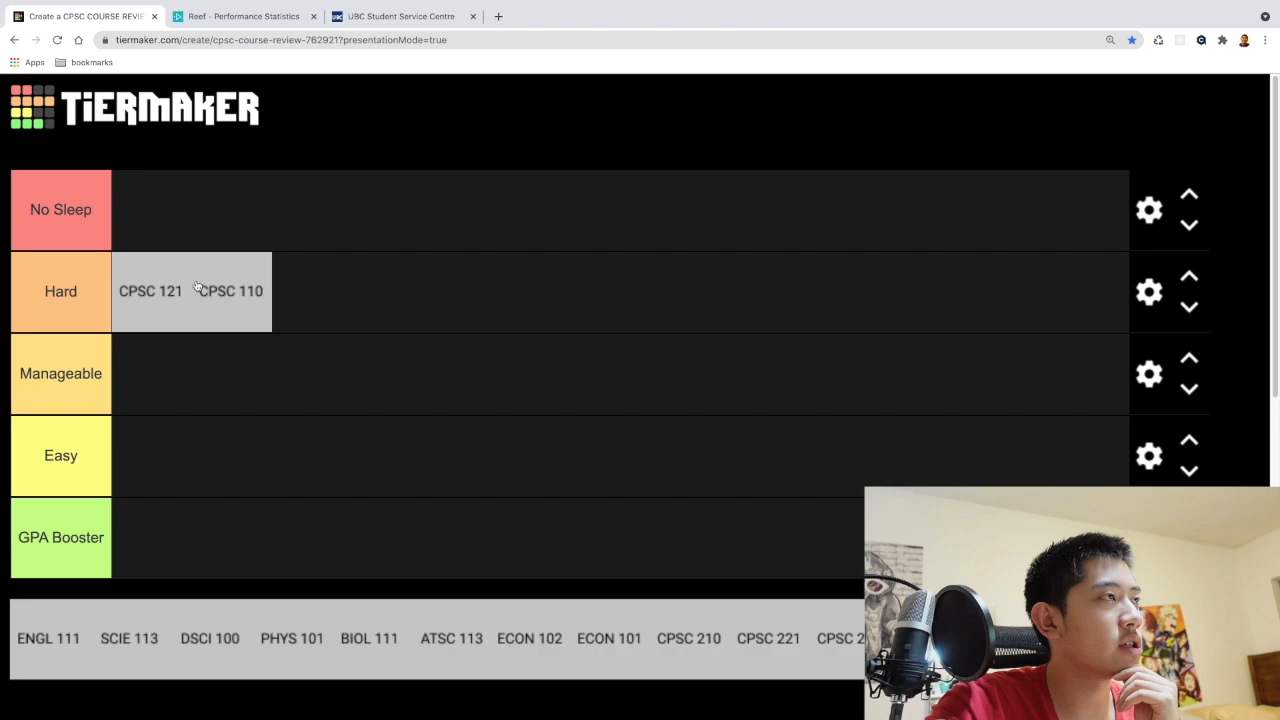 Create a CPSC COURSE REVIE
Reef - Performance Statistics
UBC Student Service Centre
tiermaker.com/create/cpsc-course-review-762921?presentationMode=true
Apps
bookmarks
TiERMAKER
No Sleep
Hard
CPSC 121
CPSC 110
Manageable
Easy
GPA Booster
ENGL 111
SCIE 113
DSCI 100
PHYS 101
BIOL 111
ATSC 113
ECON 102
ECON 101
CPSC 210
CPSC 221
CPSC 2